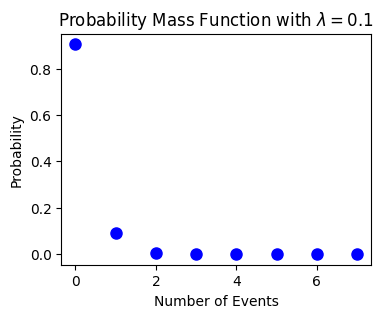 Probability Mass Function with λ = 0.1
Probability
0.8
0.6
0.4
0.2
0.0
0 2 4 6
Number of Events